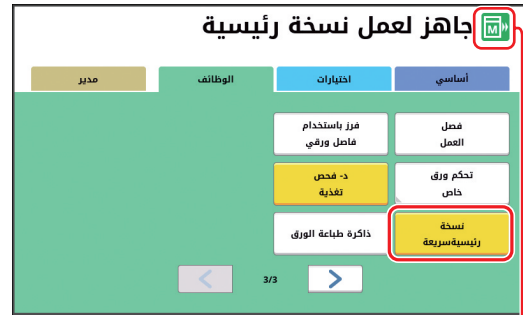 جاهز لعمل نسخة رئيسية
M
أساسي
اختيارات
الوظائف
مدير
فصل
العمل
فرز باستخدام
فاصل ورقي
تحكم ورق
خاص
د- فحص
تغذية
نسخة
رئيسيةسريعة
ذاكرة طباعة الورق
3/3